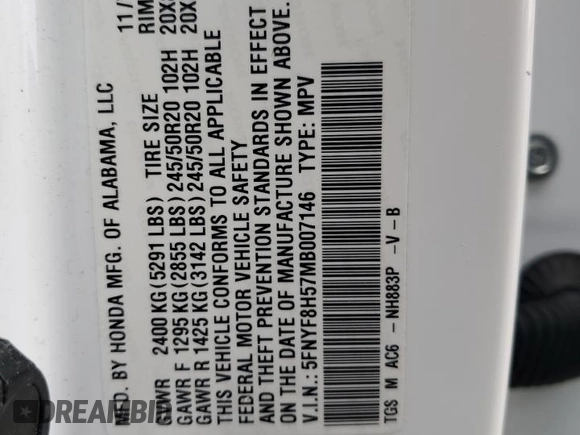 MFD. BY HONDA MFG. OF ALABAMA, LLC 11/
GVWR 2400 KG(5291 LBS) TIRE SIZE RIM
GAWR F 1295 KG(2855 LBS)245/50R20 102H 20X
GAWR R 1425 KG(3142 LBS)245/50R20 102H 20X
THIS VEHICLE CONFORMS TO ALL APPLICABLE
FEDERAL MOTOR VEHICLE SAFETY
AND THEFT PREVENTION STANDARDS IN EFFECT
ON THE DATE OF MANUFACTURE SHOWN ABOVE.
V.I.N.: 5FNYF8H57MB007146 TYPE: MPV
TGS M AC6 - NH883P -V-B
DREAMBID